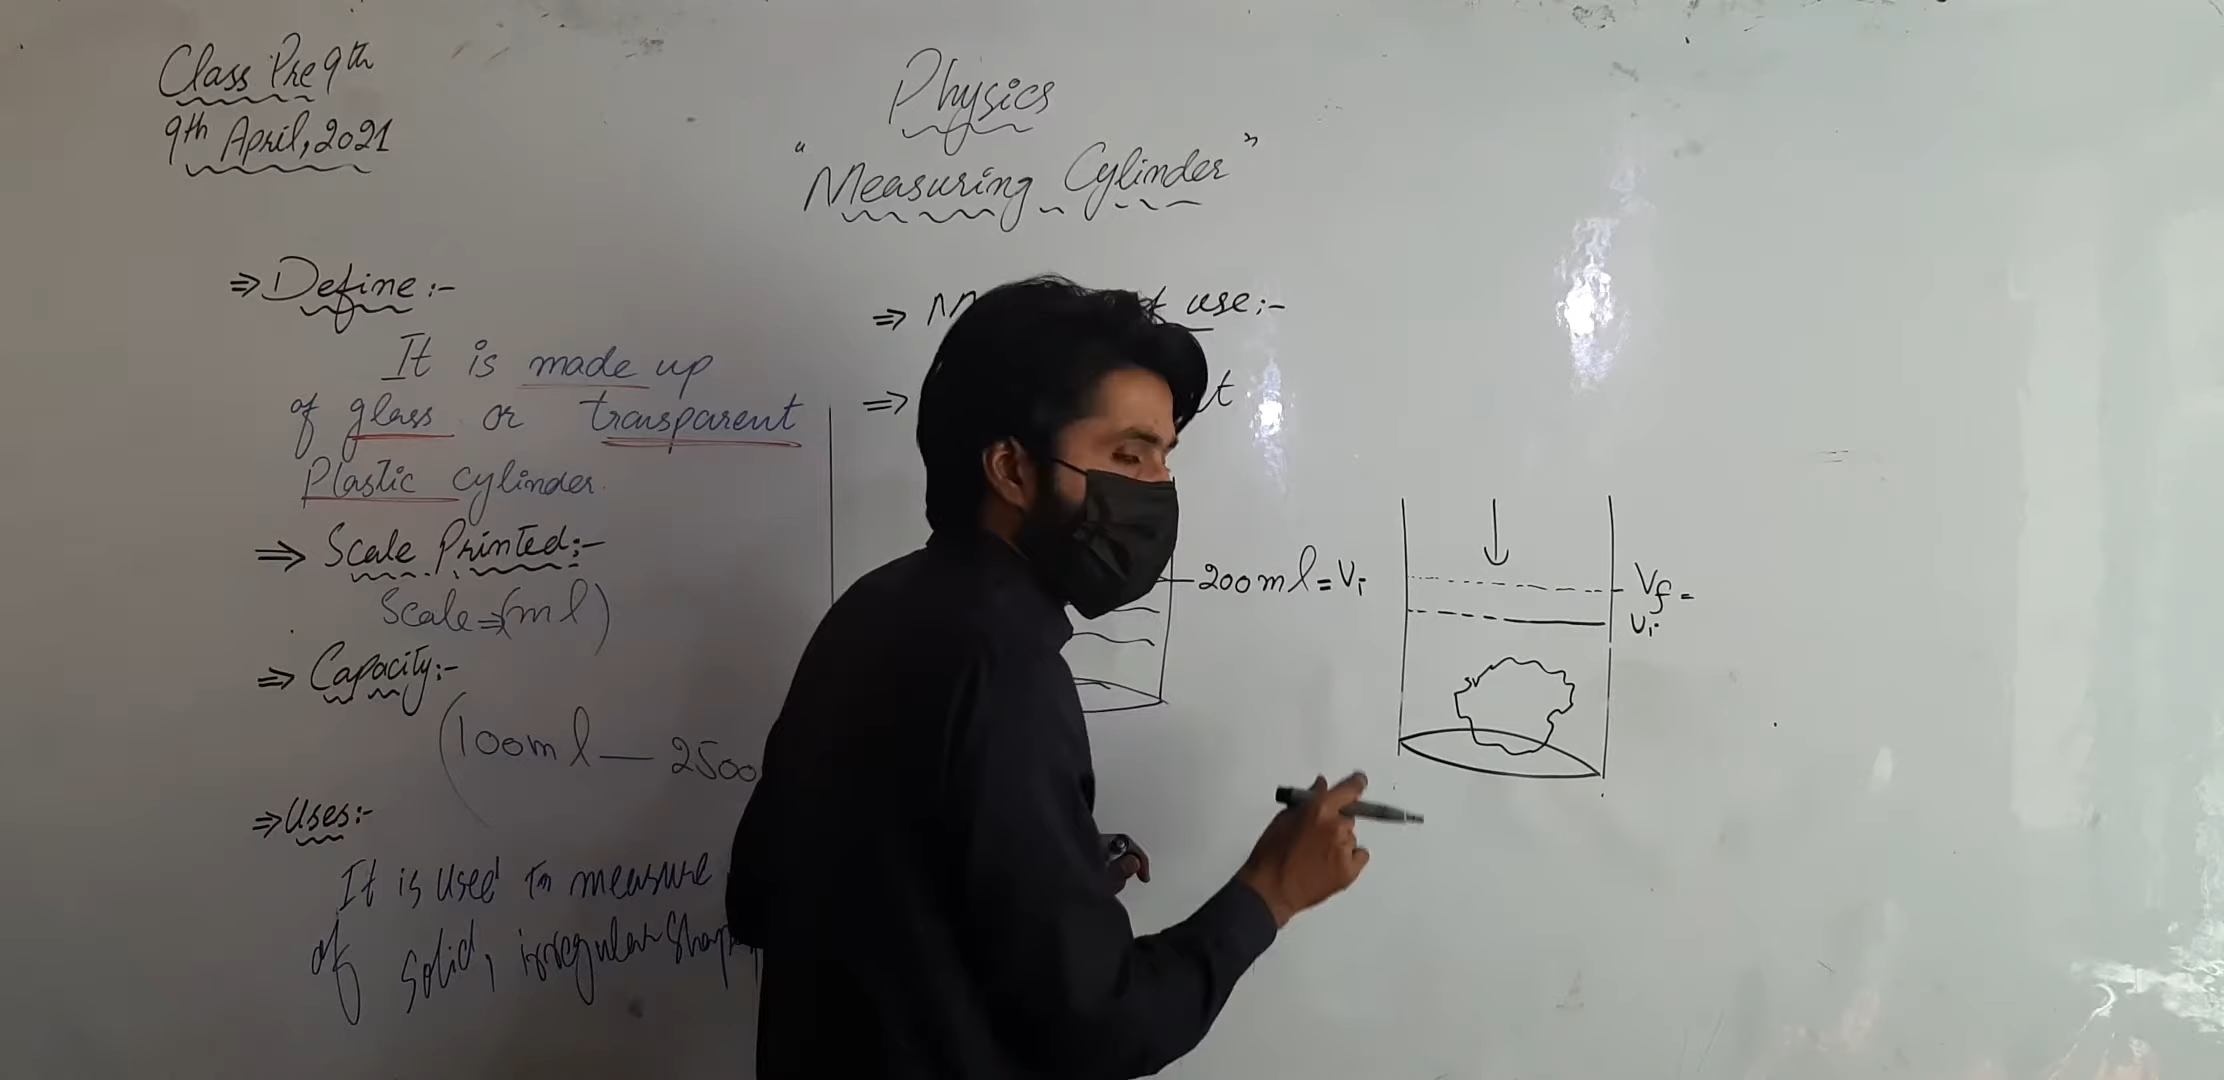 Class Pre 9th
9th April, 2021
Physics
"Measuring Cylinder"
⇒ Define:-
It is made up
of glass or transparent
Plastic cylinder.
⇒ Scale Printed:-
Scale⇒(ml)
⇒ Capacity:-
(100ml — 2500
⇒ Uses:-
It is used to measure
of solid, irregular shap
⇒ use:-
⇒
200ml = Vi
Vf =
Vi